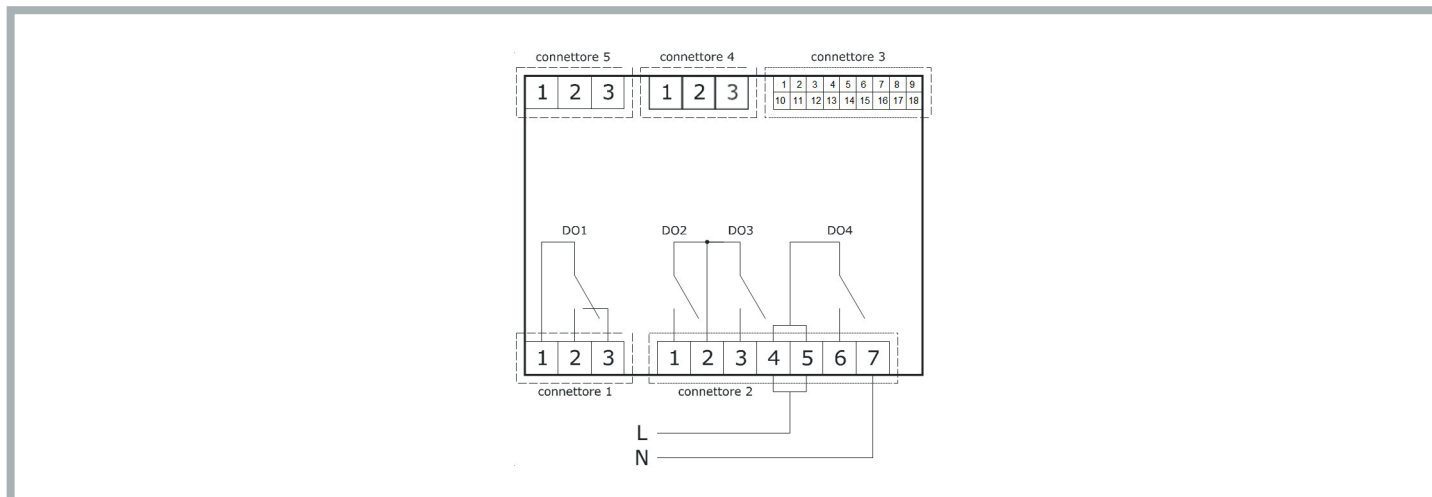 connettore 5 connettore 4 connettore 3
1 2 3 1 2 3 1 2 3 4 5 6 7 8 9
10 11 12 13 14 15 16 17 18
DO1 DO2 DO3 DO4
1 2 3 1 2 3 4 5 6 7
connettore 1 connettore 2
L
N